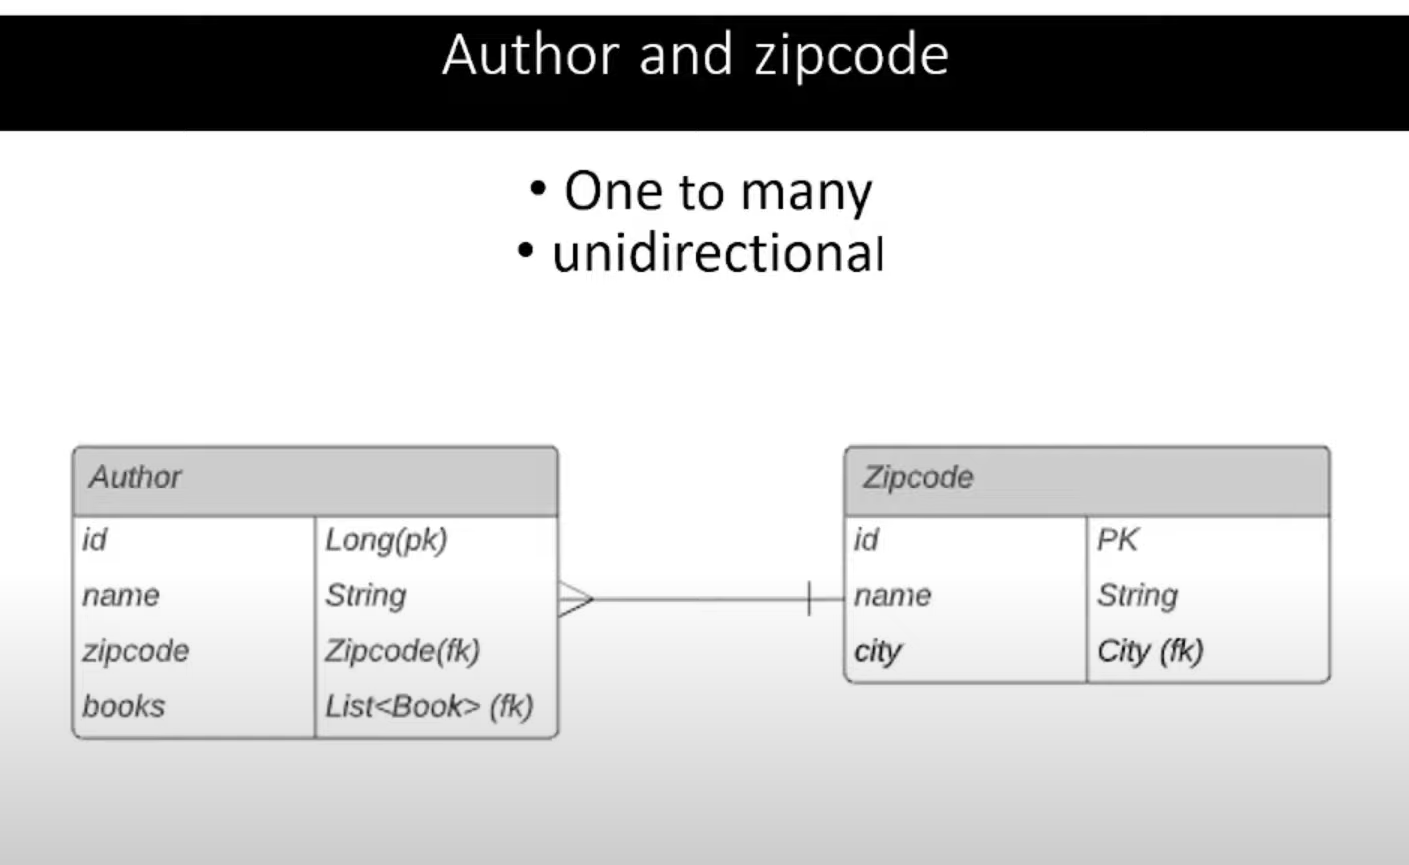 Author and zipcode
• One to many
• unidirectional
Author
id Long(pk)
name String
zipcode Zipcode(fk)
books List<Book> (fk)
Zipcode
id PK
name String
city City (fk)